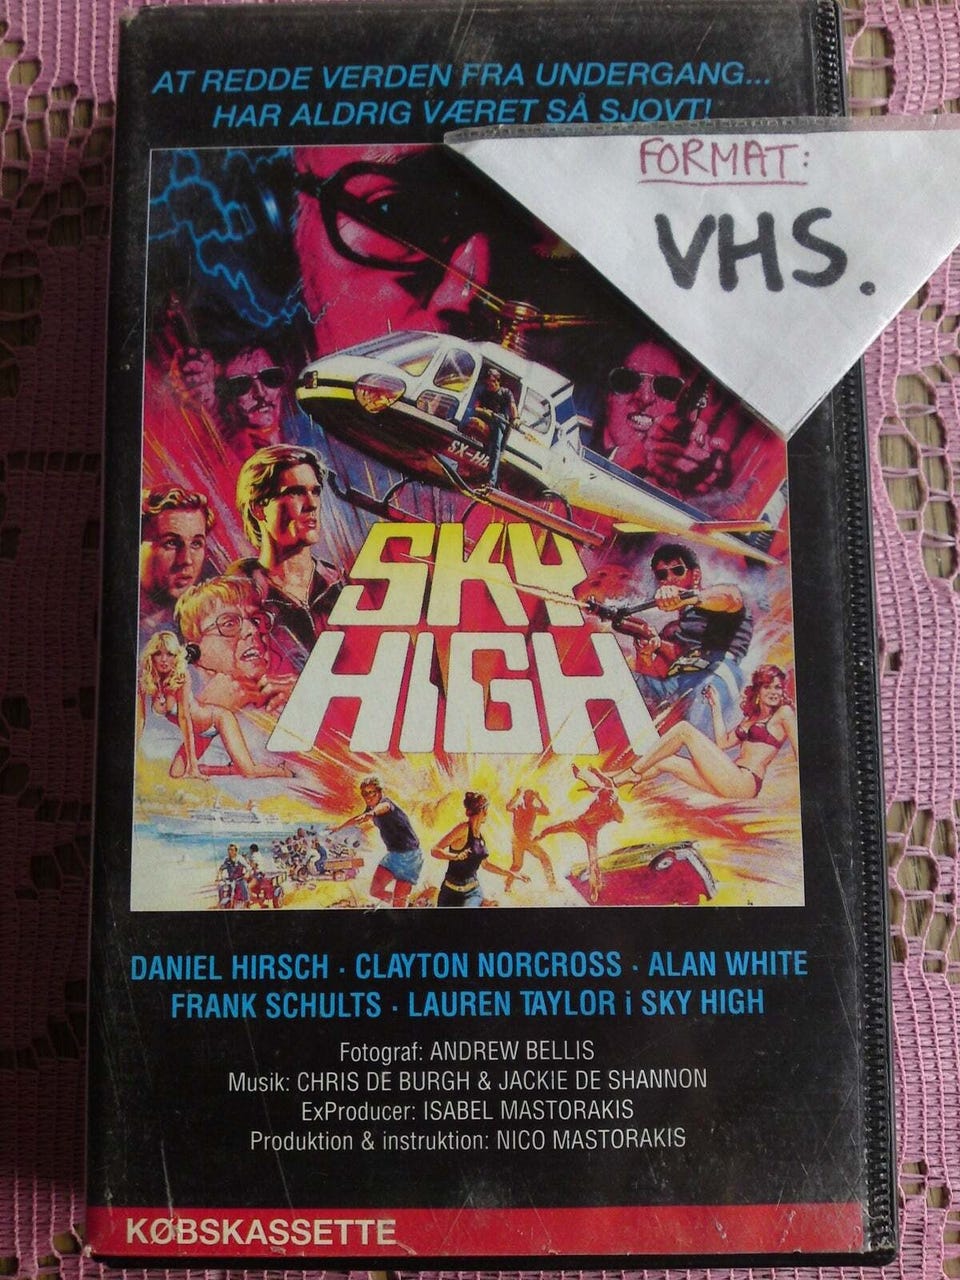 AT REDDE VERDEN FRA UNDERGANG...
HAR ALDRIG VÆRET SÅ SJOVT!
FORMAT:
VHS.
SX-H
SKY
HIGH
DANIEL HIRSCH · CLAYTON NORCROSS · ALAN WHITE
FRANK SCHULTS · LAUREN TAYLOR i SKY HIGH
Fotograf: ANDREW BELLIS
Musik: CHRIS DE BURGH & JACKIE DE SHANNON
ExProducer: ISABEL MASTORAKIS
Produktion & instruktion: NICO MASTORAKIS
KØBSKASSETTE